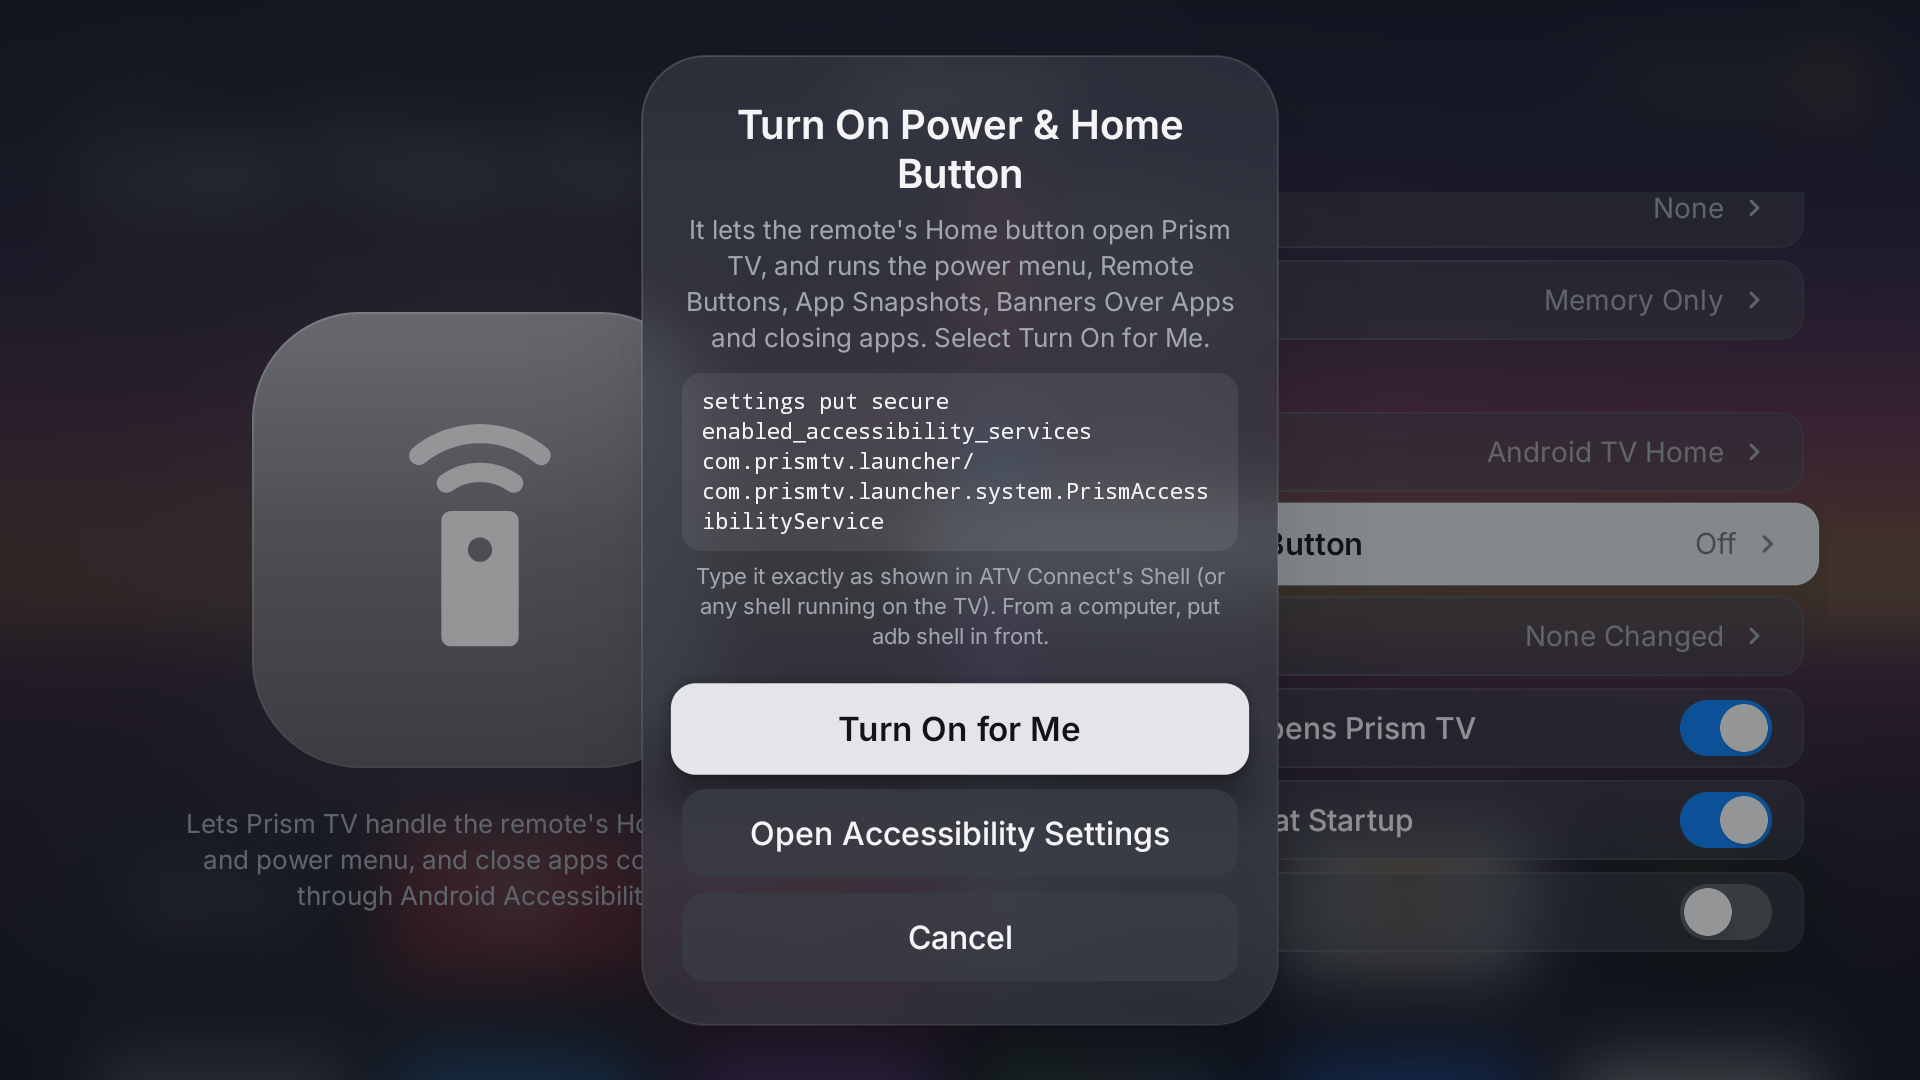 Turn On Power & Home
Button
It lets the remote's Home button open Prism
TV, and runs the power menu, Remote
Buttons, App Snapshots, Banners Over Apps
and closing apps. Select Turn On for Me.
settings put secure
enabled_accessibility_services
com.prismtv.launcher/
com.prismtv.launcher.system.PrismAccess
ibilityService
Type it exactly as shown in ATV Connect's Shell (or
any shell running on the TV). From a computer, put
adb shell in front.
Turn On for Me
Open Accessibility Settings
Cancel
Lets Prism TV handle the remote's
and power menu, and close apps
through Android
None
Memory Only
Android TV Home
Button Off
None Changed
Prism TV
at Startup